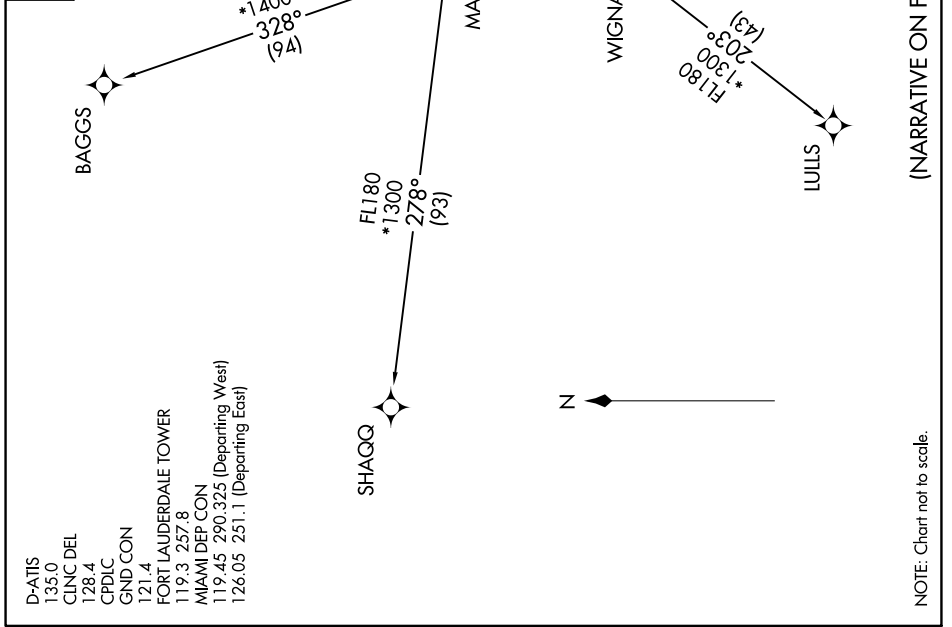 D-ATIS
135.0
CLNC DEL
128.4
CPDLC
GND CON
121.4
FORT LAUDERDALE TOWER
119.3 257.8
MIAMI DEP CON
119.45 290.325 (Departing West)
126.05 251.1 (Departing East)
BAGGS
*1400
328°
(94)
SHAQQ
FL180
*1300
278°
(93)
MA
WIGNA
FL180
*1300
203°
(43)
LULLS
N
NOTE: Chart not to scale.
(NARRATIVE ON F